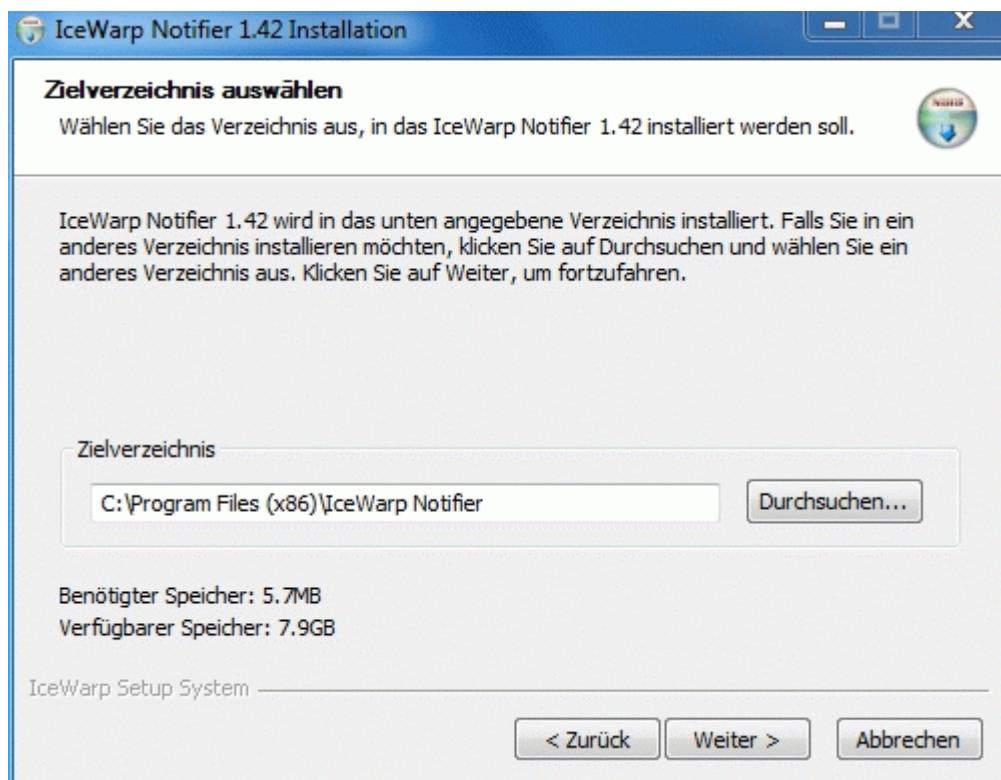 IceWarp Notifier 1.42 Installation
Zielverzeichnis auswählen
Wählen Sie das Verzeichnis aus, in das IceWarp Notifier 1.42 installiert werden soll.
IceWarp Notifier 1.42 wird in das unten angegebene Verzeichnis installiert. Falls Sie in ein
anderes Verzeichnis installieren möchten, klicken Sie auf Durchsuchen und wählen Sie ein
anderes Verzeichnis aus. Klicken Sie auf Weiter, um fortzufahren.
Zielverzeichnis
C:\Program Files (x86)\IceWarp Notifier
Durchsuchen...
Benötigter Speicher: 5.7MB
Verfügbarer Speicher: 7.9GB
IceWarp Setup System
< Zurück
Weiter >
Abbrechen